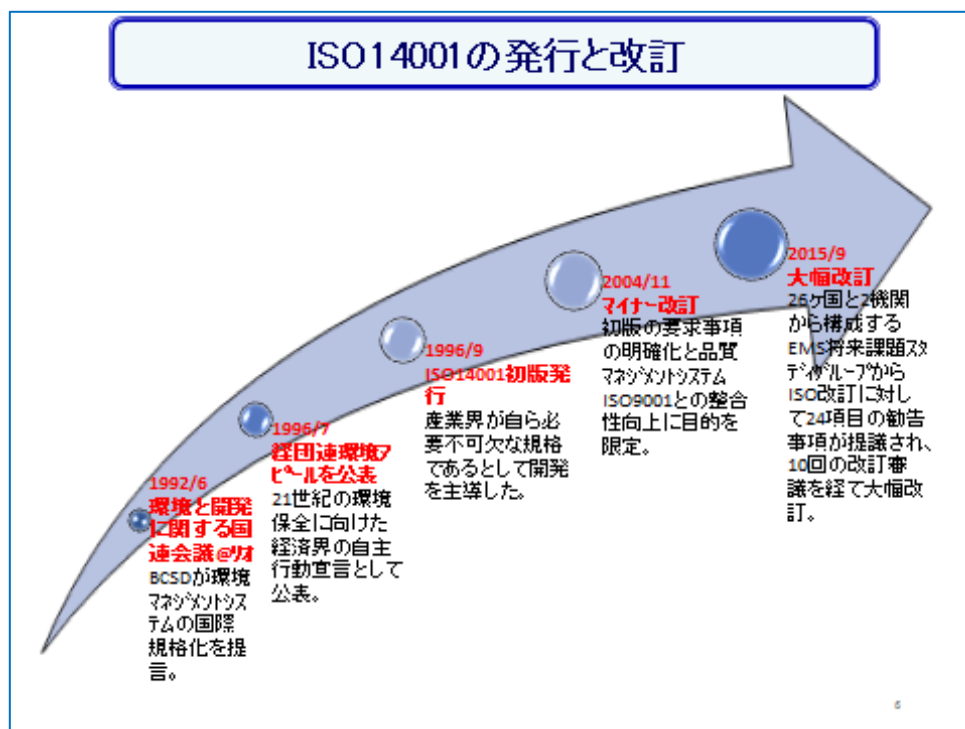 ISO14001の発行と改訂
1992/6
環境と開発
に関する国
連会議@ﾘｵ
BCSDが環境
ﾏﾈｼﾞﾒﾝﾄｼｽ
ﾃﾑの国際
規格化を提
言。
1996/7
経団連環境ｱ
ﾋﾟｰﾙを公表
21世紀の環境
保全に向けた
経済界の自主
行動宣言として
公表。
1996/9
ISO14001初版発
行
産業界が自ら必
要不可欠な規格
であるとして開発
を主導した。
2004/11
ﾏｲﾅｰ改訂
初版の要求事項
の明確化と品質
ﾏﾈｼﾞﾒﾝﾄｼｽﾃﾑ
ISO9001との整合
性向上に目的を
限定。
2015/9
大幅改訂
26ヶ国と2機関
から構成する
EMS将来課題ｽﾀ
ﾃﾞｨｸﾞﾙｰﾌﾟから
ISO改訂に対し
て24項目の勧告
事項が提議され、
10回の改訂審
議を経て大幅改
訂。
6